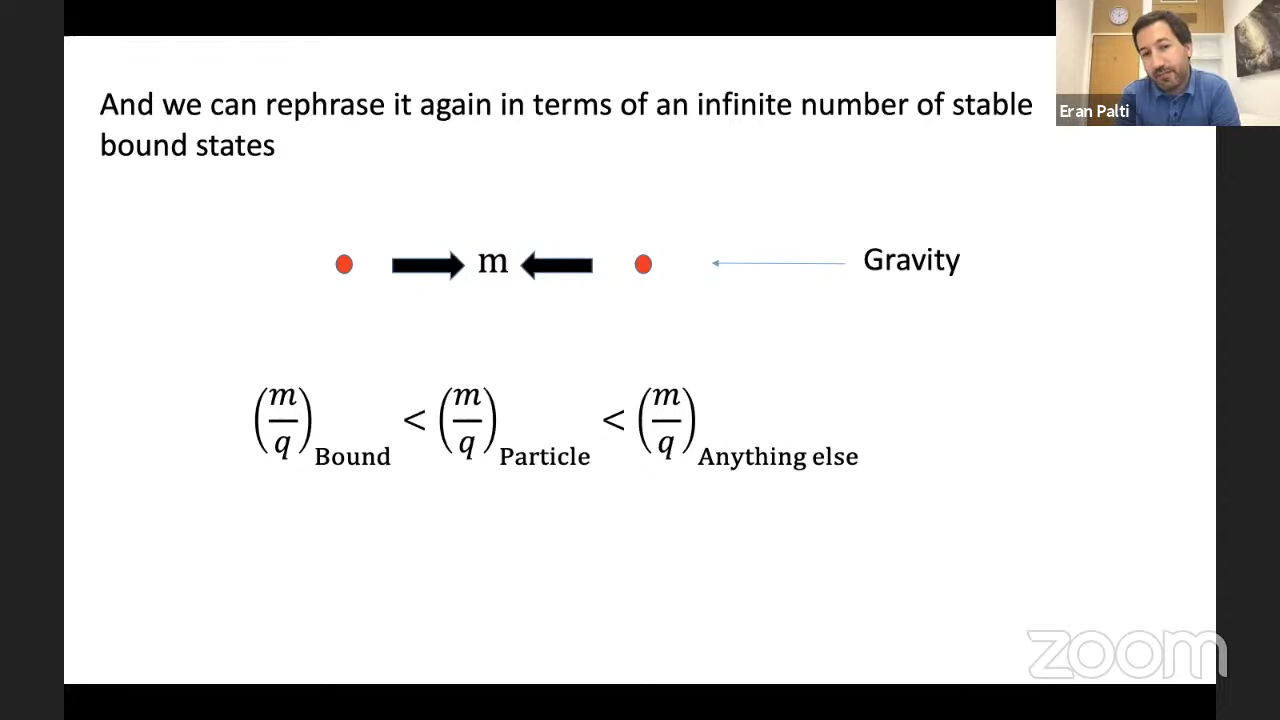 And we can rephrase it again in terms of an infinite number of stable
bound states
Eran Palti
m
Gravity
(m/q)Bound < (m/q)Particle < (m/q)Anything else
zoom